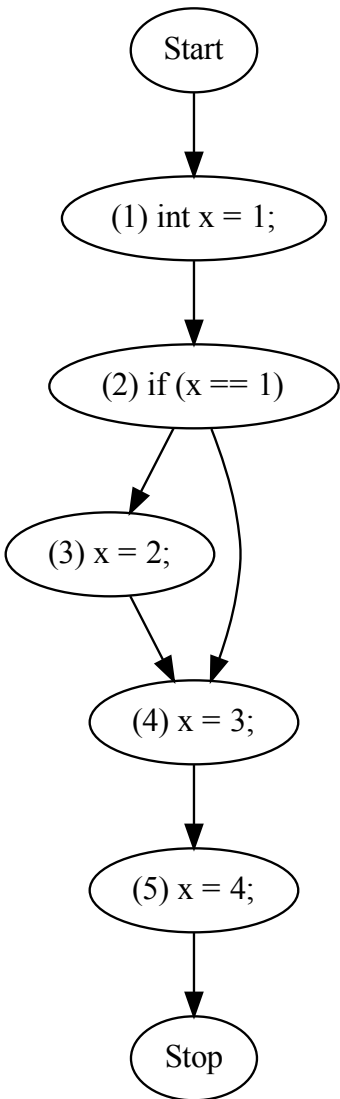 Start
(1) int x = 1;
(2) if (x == 1)
(3) x = 2;
(4) x = 3;
(5) x = 4;
Stop